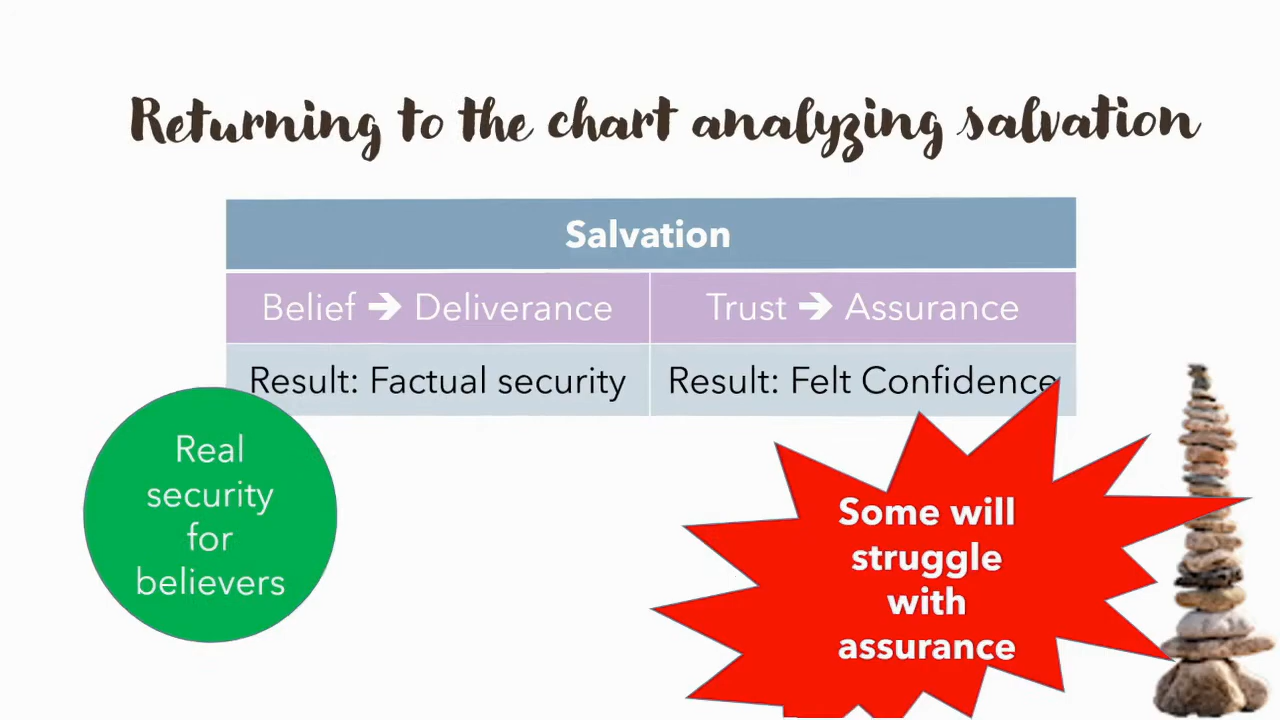 Returning to the chart analyzing salvation
Salvation
Belief ➔ Deliverance
Trust ➔ Assurance
Result: Factual security
Result: Felt Confidence
Real
security
for
believers
Some will
struggle
with
assurance